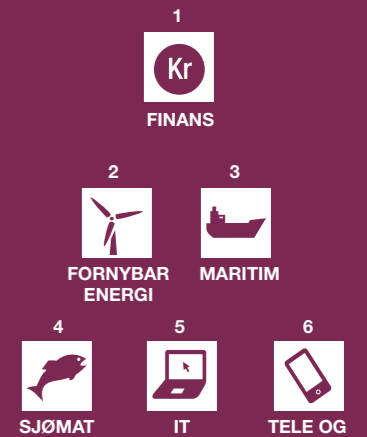 1
Kr
FINANS
2 3
FORNYBAR
ENERGI
MARITIM
4 5 6
SJØMAT IT TELE OG